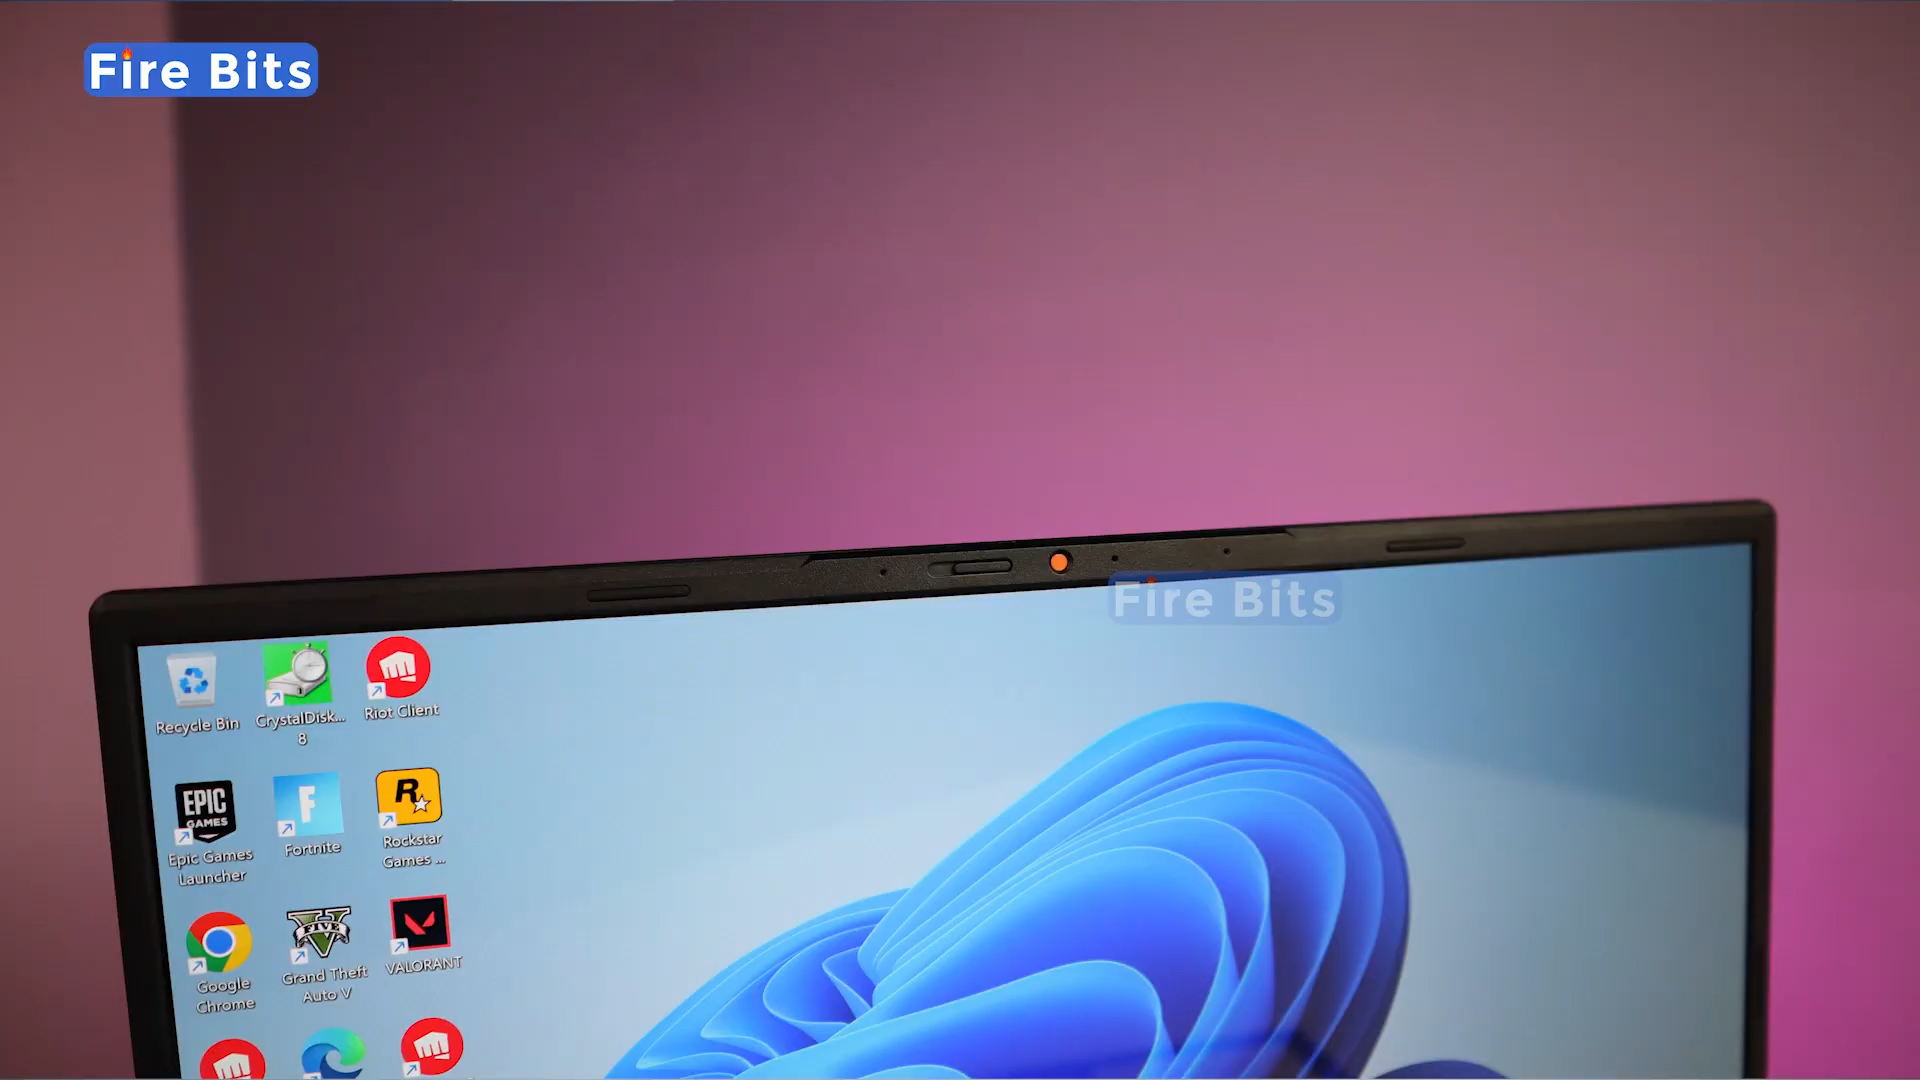 Fire Bits
Fire Bits
Recycle Bin
CrystalDisk...
8
Riot Client
EPIC
GAMES
Epic Games
Launcher
F
Fortnite
R
Rockstar
Games ...
Google
Chrome
V
FIVE
Grand Theft
Auto V
VALORANT